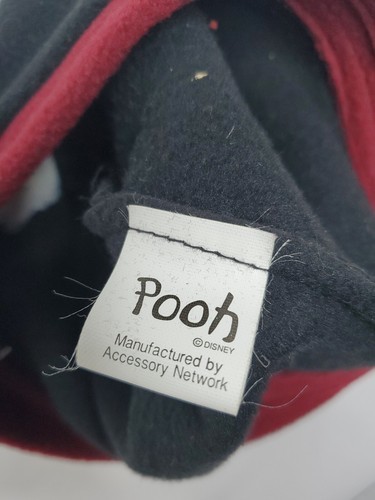 Pooh
© DISNEY
Manufactured by
Accessory Network